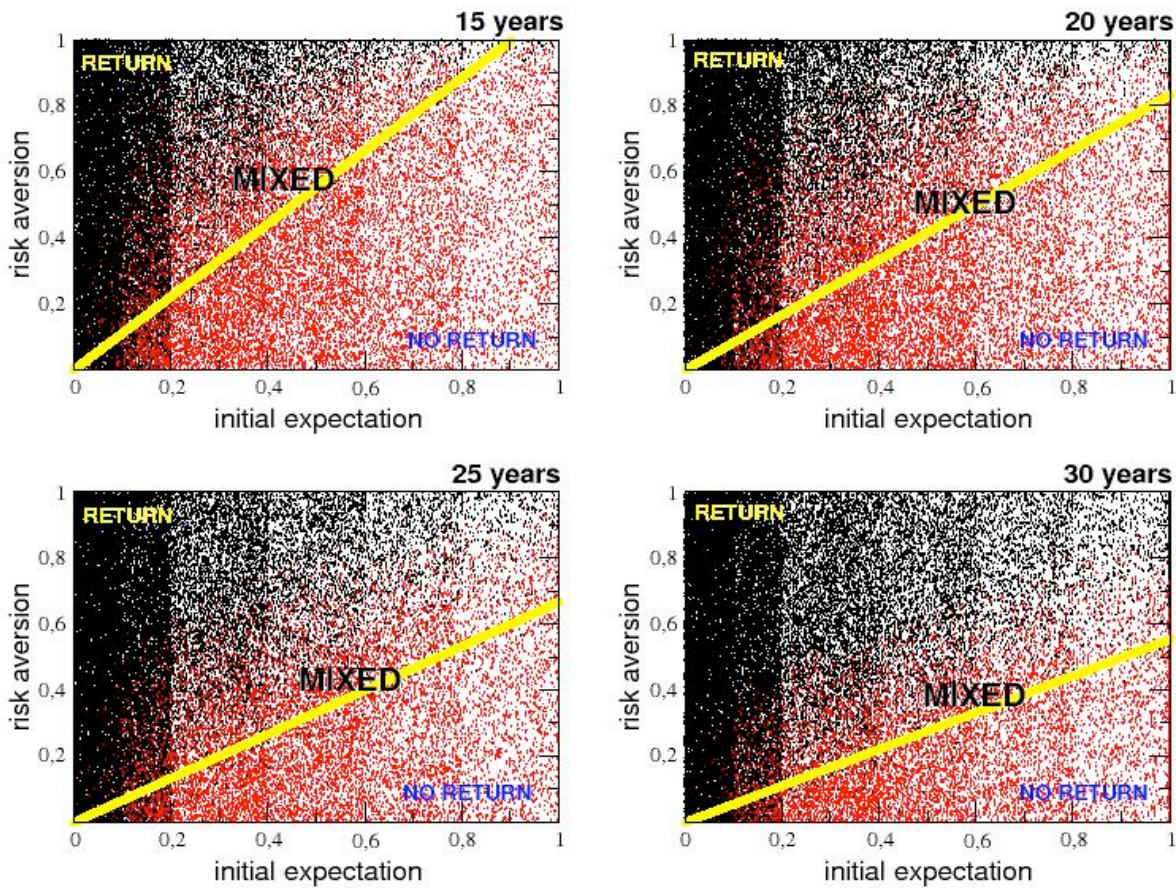 15 years
1
RETURN
0.8
0.6
MIXED
0.4
0.2
NO RETURN
risk aversion
0
0,2
0,4
0,6
0,8
1
initial expectation
20 years
1
RETURN
0.8
0.6
MIXED
0.4
0.2
NO RETURN
risk aversion
0
0,2
0,4
0,6
0,8
1
initial expectation
25 years
1
RETURN
0.8
0.6
MIXED
0.4
0.2
NO RETURN
risk aversion
0
0,2
0,4
0,6
0,8
1
initial expectation
30 years
1
RETURN
0.8
0.6
MIXED
0.4
0.2
NO RETURN
risk aversion
0
0,2
0,4
0,6
0,8
1
initial expectation